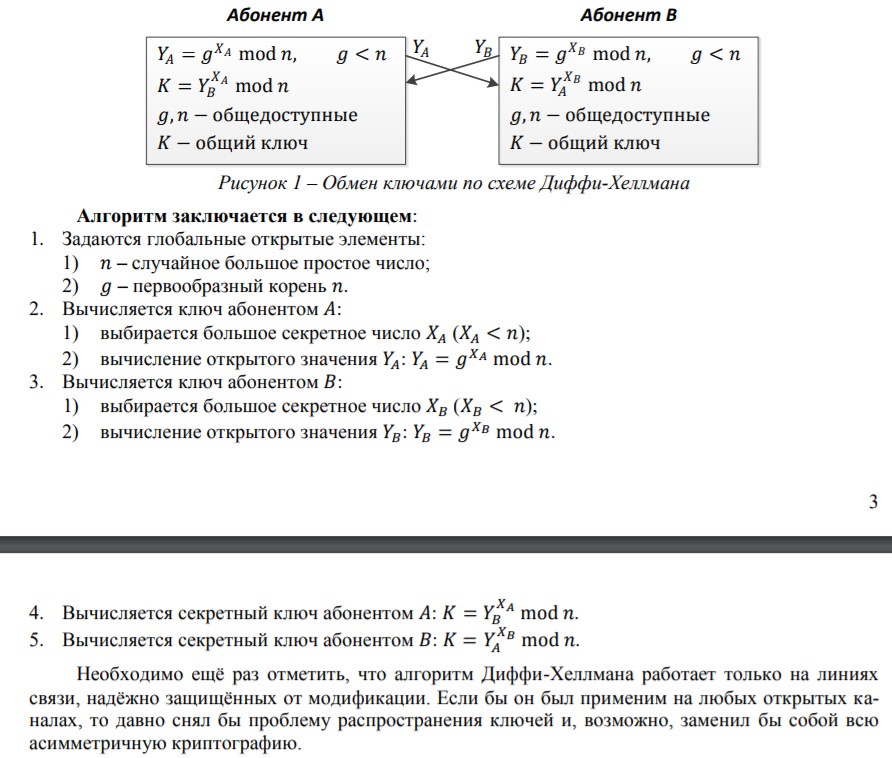 Абонент А
Абонент В
Y_A = g^{X_A} mod n, g < n
K = Y_B^{X_A} mod n
g, n − общедоступные
K − общий ключ
Y_A
Y_B
Y_B = g^{X_B} mod n, g < n
K = Y_A^{X_B} mod n
g, n − общедоступные
K − общий ключ
Рисунок 1 – Обмен ключами по схеме Диффи-Хеллмана
Алгоритм заключается в следующем:
1. Задаются глобальные открытые элементы:
1) n – случайное большое простое число;
2) g – первообразный корень n.
2. Вычисляется ключ абонентом A:
1) выбирается большое секретное число X_A (X_A < n);
2) вычисление открытого значения Y_A: Y_A = g^{X_A} mod n.
3. Вычисляется ключ абонентом B:
1) выбирается большое секретное число X_B (X_B < n);
2) вычисление открытого значения Y_B: Y_B = g^{X_B} mod n.
3
4. Вычисляется секретный ключ абонентом A: K = Y_B^{X_A} mod n.
5. Вычисляется секретный ключ абонентом B: K = Y_A^{X_B} mod n.
Необходимо ещё раз отметить, что алгоритм Диффи-Хеллмана работает только на линиях
связи, надёжно защищённых от модификации. Если бы он был применим на любых открытых ка-
налах, то давно снял бы проблему распространения ключей и, возможно, заменил бы собой всю
асимметричную криптографию.